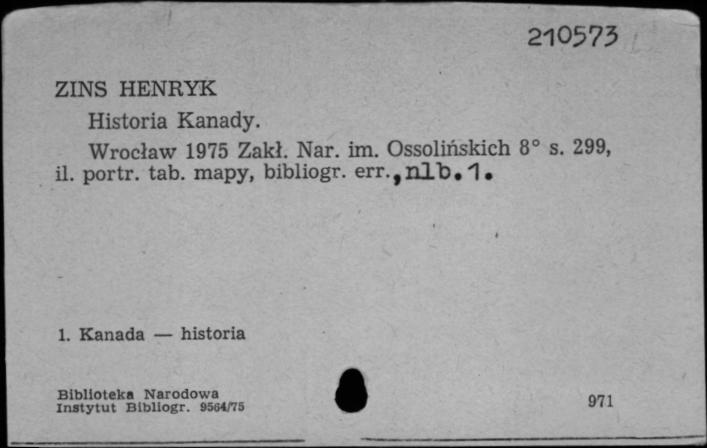 210573
ZINS HENRYK
Historia Kanady.
Wrocław 1975 Zakł. Nar. im. Ossolińskich 8° s. 299,
il. portr. tab. mapy, bibliogr. err., nlb. 1.
1. Kanada — historia
Biblioteka Narodowa
Instytut Bibliogr. 9564/75
971